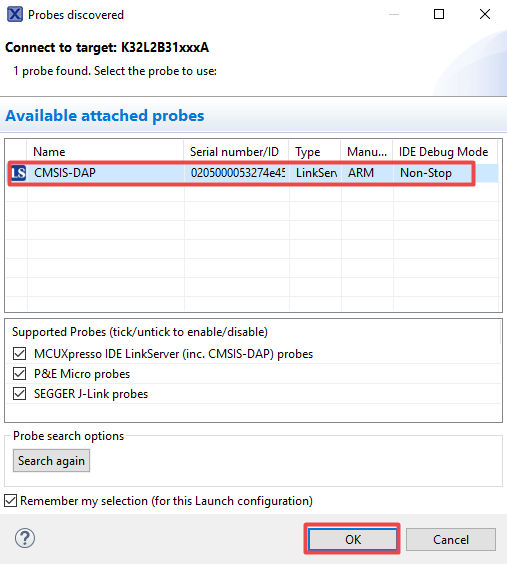 Probes discovered
Connect to target: K32L2B31xxxA
1 probe found. Select the probe to use:
Available attached probes
Name Serial number/ID Type Manu... IDE Debug Mode
LS CMSIS-DAP 0205000053274e45 LinkServ ARM Non-Stop
Supported Probes (tick/untick to enable/disable)
MCUXpresso IDE LinkServer (inc. CMSIS-DAP) probes
P&E Micro probes
SEGGER J-Link probes
Probe search options
Search again
Remember my selection (for this Launch configuration)
? OK Cancel